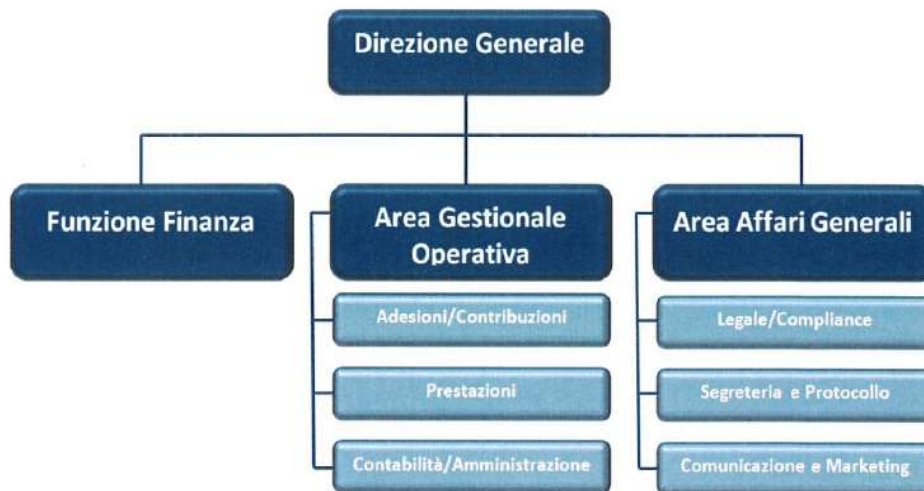 Direzione Generale
Funzione Finanza
Area Gestionale
Operativa
Area Affari Generali
Adesioni/Contribuzioni
Prestazioni
Contabilità/Amministrazione
Legale/Compliance
Segreteria e Protocollo
Comunicazione e Marketing